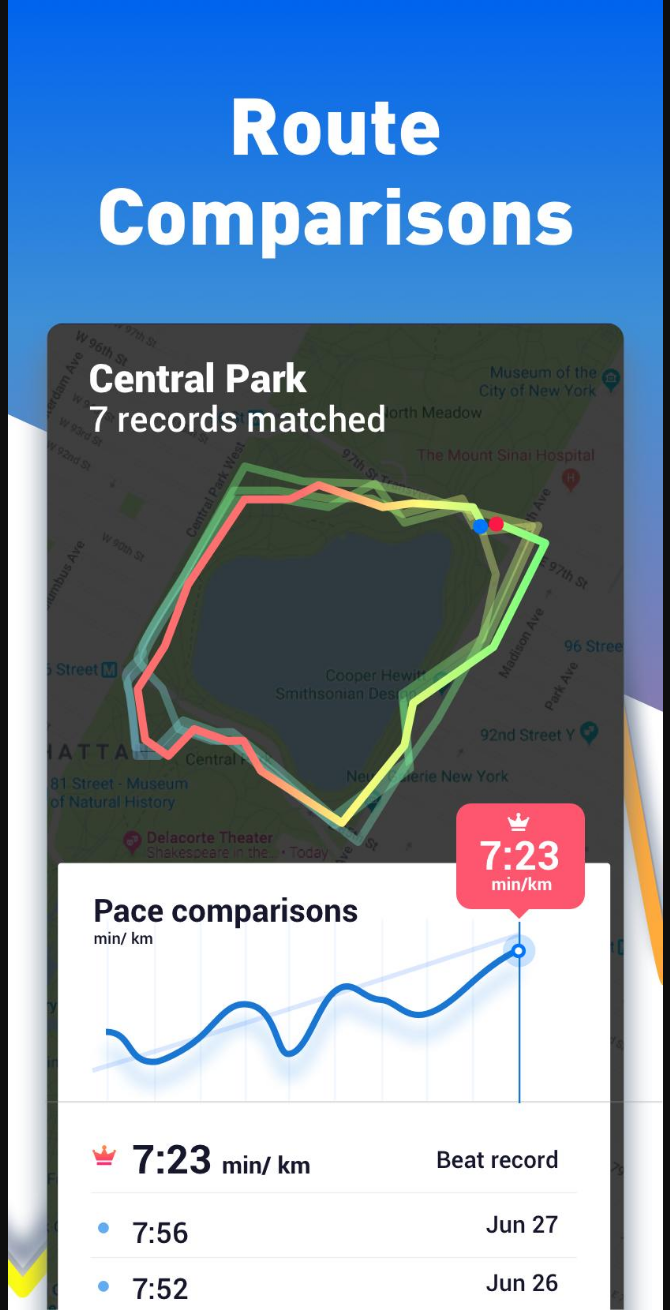 Route
Comparisons
W 97th St
W 96th St
Central Park
Museum of the
City of New York
7 records matched
North Meadow
W 93rd St
The Mount Sinai Hospital
W 92nd St
97th St
Central Park West
W 90th St
E 97th St
Madison Ave
96 Stree
Park Ave
Cooper Hewitt
Smithsonian Design
6 Street M
92nd Street Y
HATTA
Central
81 Street - Museum
of Natural History
Neue Galerie New York
Delacorte Theater
Shakespeare in the... • Today
7:23
min/km
Pace comparisons
min/ km
7:23 min/ km
Beat record
7:56
Jun 27
7:52
Jun 26